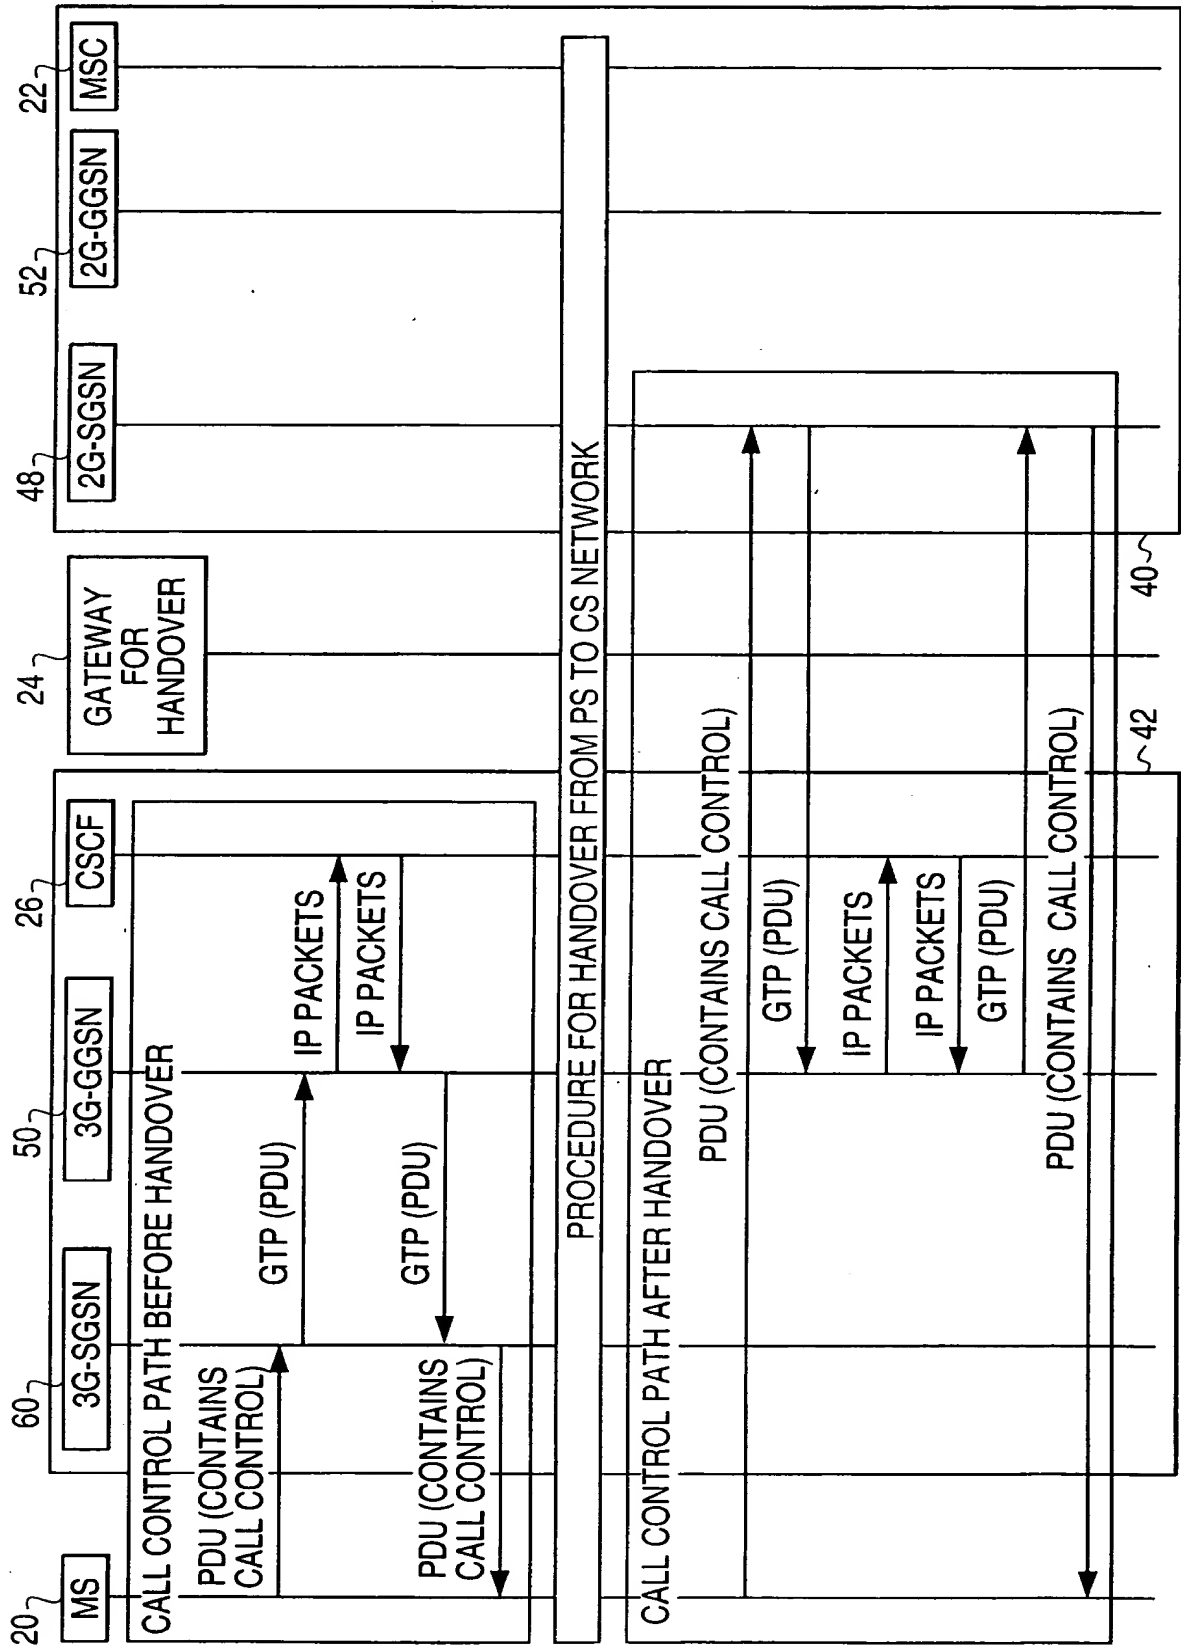 20
MS
60
3G-SGSN
50
3G-GGSN
26
CSCF
24
GATEWAY
FOR
HANDOVER
48
2G-SGSN
52
2G-GGSN
22
MSC
CALL CONTROL PATH BEFORE HANDOVER
PDU (CONTAINS
CALL CONTROL)
GTP (PDU)
IP PACKETS
IP PACKETS
GTP (PDU)
PDU (CONTAINS
CALL CONTROL)
PROCEDURE FOR HANDOVER FROM PS TO CS NETWORK
CALL CONTROL PATH AFTER HANDOVER
PDU (CONTAINS CALL CONTROL)
GTP (PDU)
IP PACKETS
IP PACKETS
GTP (PDU)
PDU (CONTAINS CALL CONTROL)
42
40